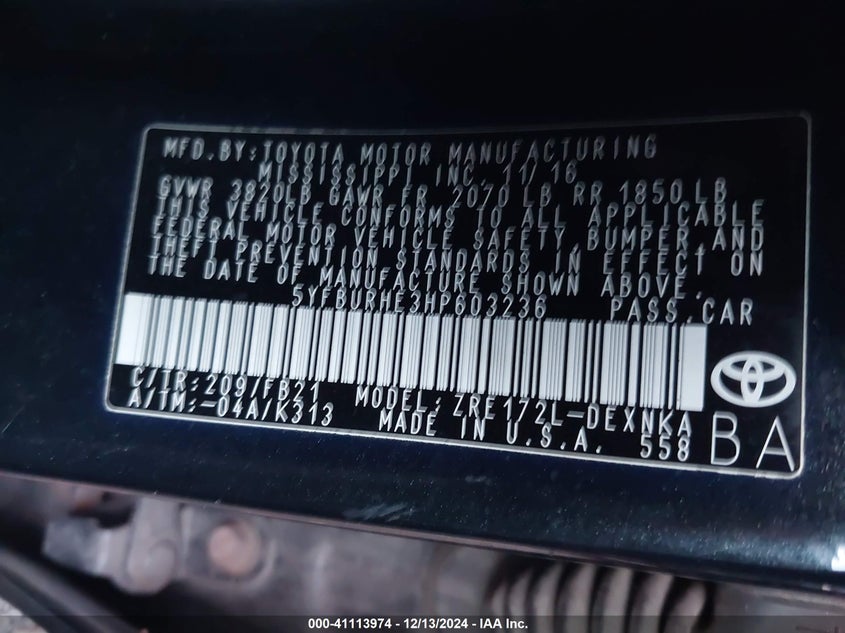 MFD.BY:TOYOTA MOTOR MANUFACTURING
MISSISSIPPI INC. 11/16
GVWR 3820LB GAWR FR 2070 LB RR 1850LB
THIS VEHICLE CONFORMS TO ALL APPLICABLE
FEDERAL MOTOR VEHICLE SAFETY,BUMPER,AND
THEFT PREVENTION STANDARDS IN EFFECT ON
THE DATE OF MANUFACTURE SHOWN ABOVE.
5YFBURHE3HP603236 PASS.CAR
C/TR:209/FB21 MODEL:ZRE172L-DEXNKA
A/TM:-04A/K313 MADE IN U.S.A. 558
BA
000-41113974 - 12/13/2024 - IAA Inc.